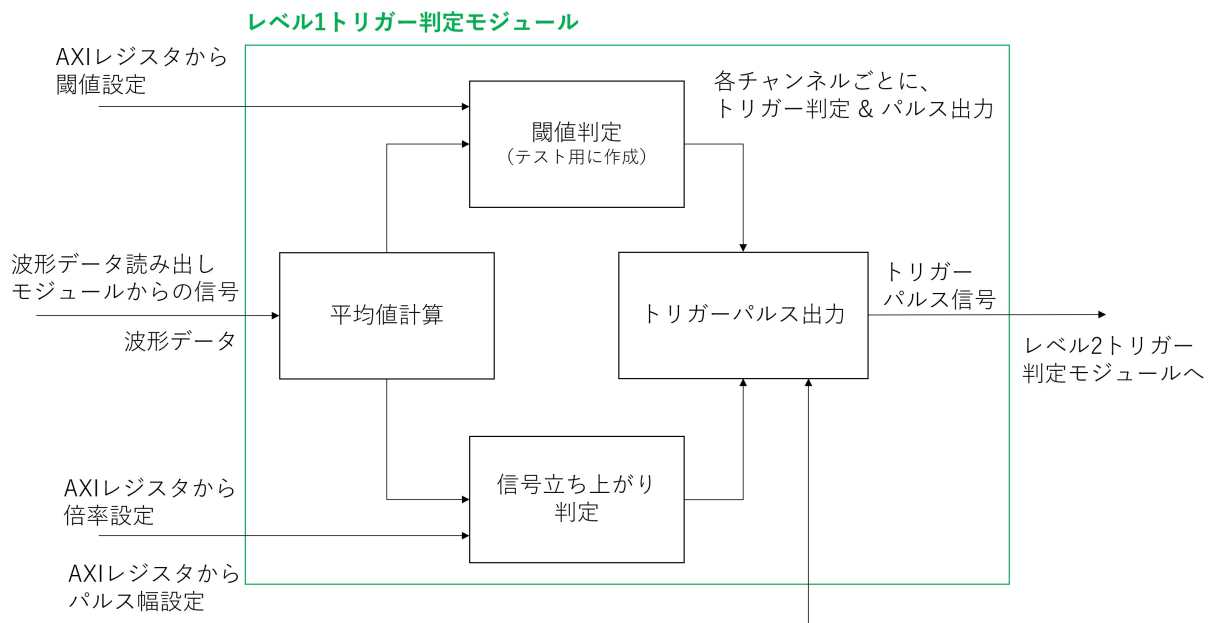 レベル1トリガー判定モジュール
AXIレジスタから
閾値設定
各チャンネルごとに、
トリガー判定 & パルス出力
閾値判定
（テスト用に作成）
波形データ読み出し
モジュールからの信号
波形データ
平均値計算
トリガーパルス出力
トリガー
パルス信号
レベル2トリガー
判定モジュールへ
AXIレジスタから
倍率設定
信号立ち上がり
判定
AXIレジスタから
パルス幅設定